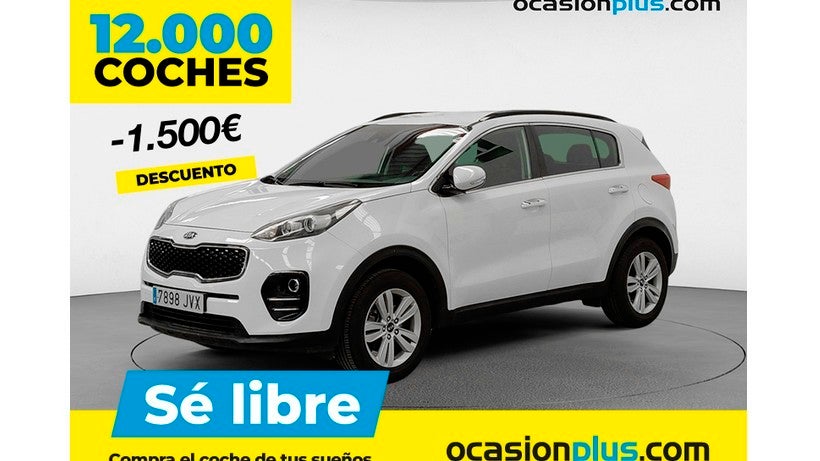 ocasionplus.com
12.000
COCHES
-1.500€
DESCUENTO
KIA
7898 JVX
Sé libre
Compra el coche de tus sueños
ocasionplus.com